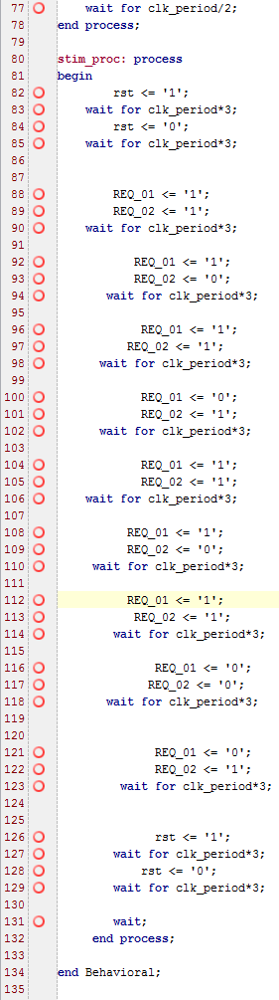 77 wait for clk_period/2;
78 end process;
79
80 stim_proc: process
81 begin
82 rst <= '1';
83 wait for clk_period*3;
84 rst <= '0';
85 wait for clk_period*3;
86
87
88 REQ_01 <= '1';
89 REQ_02 <= '1';
90 wait for clk_period*3;
91
92 REQ_01 <= '1';
93 REQ_02 <= '0';
94 wait for clk_period*3;
95
96 REQ_01 <= '1';
97 REQ_02 <= '1';
98 wait for clk_period*3;
99
100 REQ_01 <= '0';
101 REQ_02 <= '1';
102 wait for clk_period*3;
103
104 REQ_01 <= '1';
105 REQ_02 <= '1';
106 wait for clk_period*3;
107
108 REQ_01 <= '1';
109 REQ_02 <= '0';
110 wait for clk_period*3;
111
112 REQ_01 <= '1';
113 REQ_02 <= '1';
114 wait for clk_period*3;
115
116 REQ_01 <= '0';
117 REQ_02 <= '0';
118 wait for clk_period*3;
119
120
121 REQ_01 <= '0';
122 REQ_02 <= '1';
123 wait for clk_period*3;
124
125
126 rst <= '1';
127 wait for clk_period*3;
128 rst <= '0';
129 wait for clk_period*3;
130
131 wait;
132 end process;
133
134 end Behavioral;
135